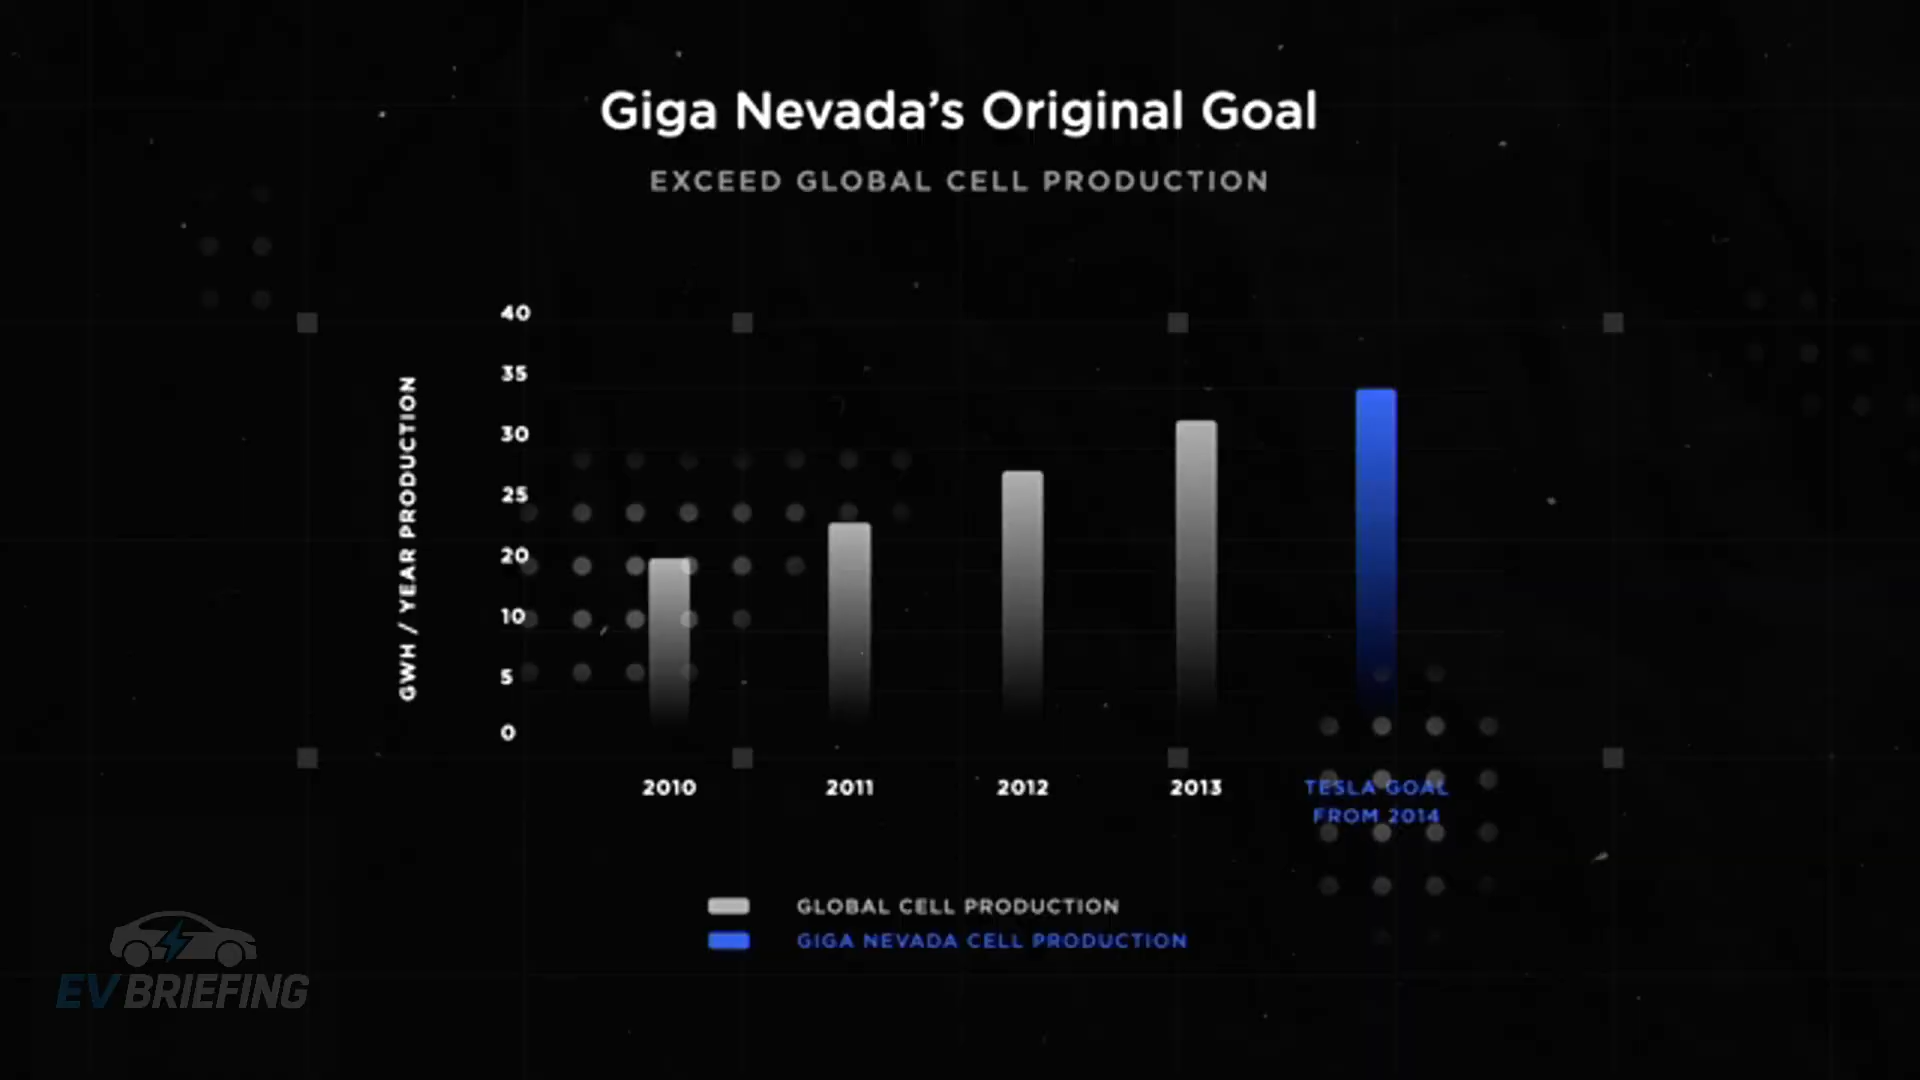 Giga Nevada's Original Goal
EXCEED GLOBAL CELL PRODUCTION
GWH / YEAR PRODUCTION
40
35
30
25
20
10
5
0
2010
2011
2012
2013
TESLA GOAL
FROM 2014
GLOBAL CELL PRODUCTION
GIGA NEVADA CELL PRODUCTION
EV BRIEFING